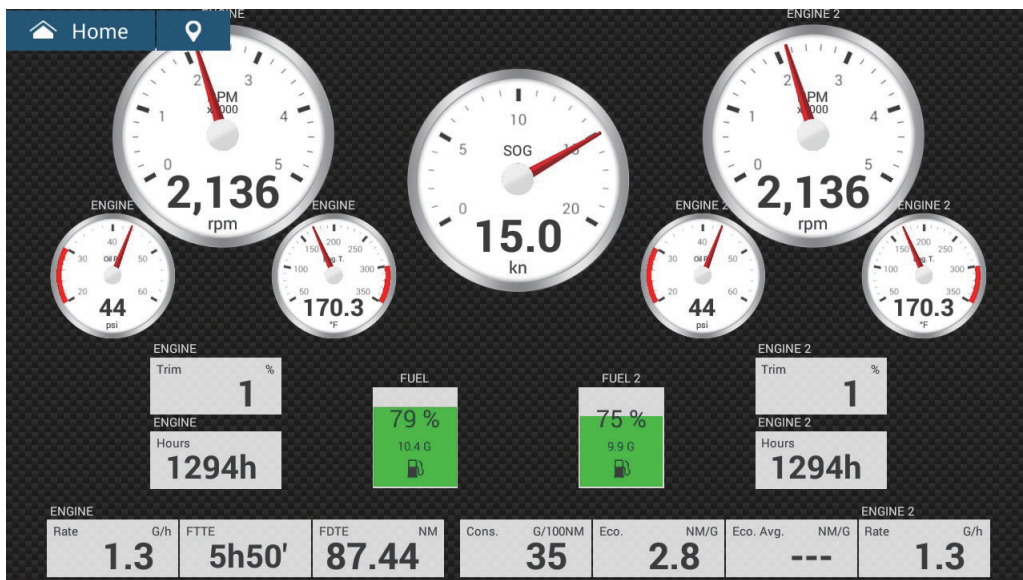 Home
ENGINE 2
2 3
RPM
x1000
1 4
0 5
2,136
rpm
10
5 SOG 15
0 20
15.0
kn
2 3
RPM
x1000
1 4
0 5
2,136
rpm
ENGINE
40
30 Oil P. 50
20 60
44
psi
ENGINE
150 200 250
100 300
50 350
170.3
°F
ENGINE 2
40
30 Oil P. 50
20 60
44
psi
ENGINE 2
150 200 250
100 300
50 350
170.3
°F
ENGINE
Trim %
1
ENGINE
Hours
1294h
FUEL
79 %
10.4 G
FUEL 2
75 %
9.9 G
ENGINE 2
Trim %
1
ENGINE 2
Hours
1294h
ENGINE
Rate G/h
1.3
FTTE
5h50'
FDTE NM
87.44
Cons. G/100NM
35
Eco. NM/G
2.8
Eco. Avg. NM/G
---
ENGINE 2
Rate G/h
1.3